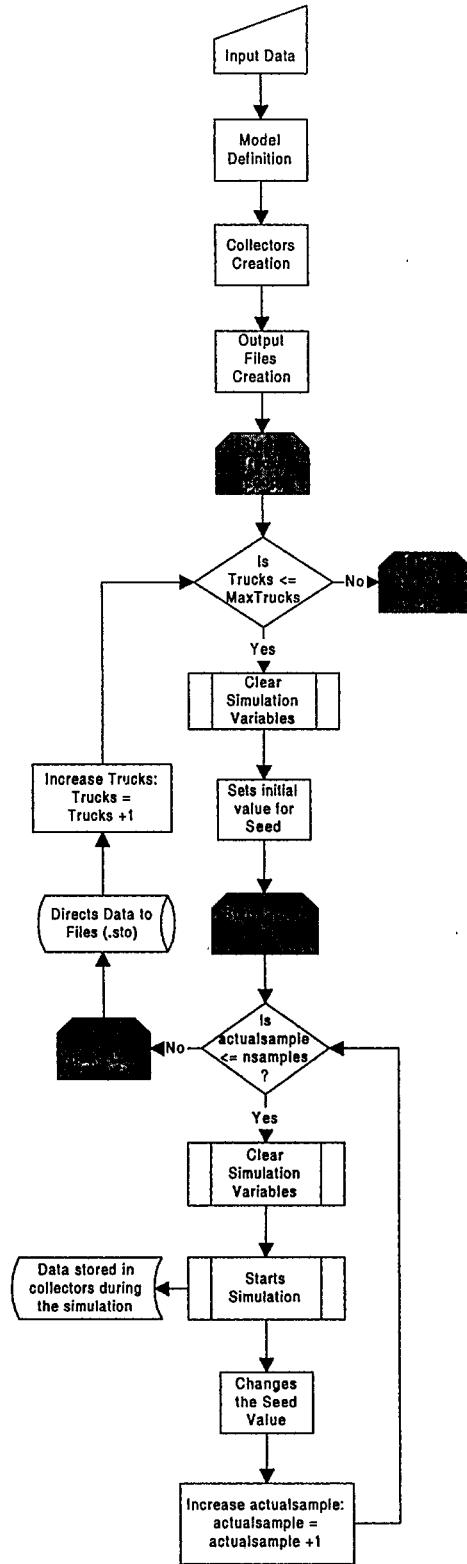 Input Data
Model
Definition
Collectors
Creation
Output
Files
Creation
Is
Trucks <=
MaxTrucks
No
Yes
Clear
Simulation
Variables
Increase Trucks:
Trucks =
Trucks +1
Sets initial
value for
Seed
Directs Data to
Files (.sto)
Is
actualsample
<= nsamples
?
No
Yes
Clear
Simulation
Variables
Data stored in
collectors during
the simulation
Starts
Simulation
Changes
the Seed
Value
Increase actualsample:
actualsample =
actualsample +1